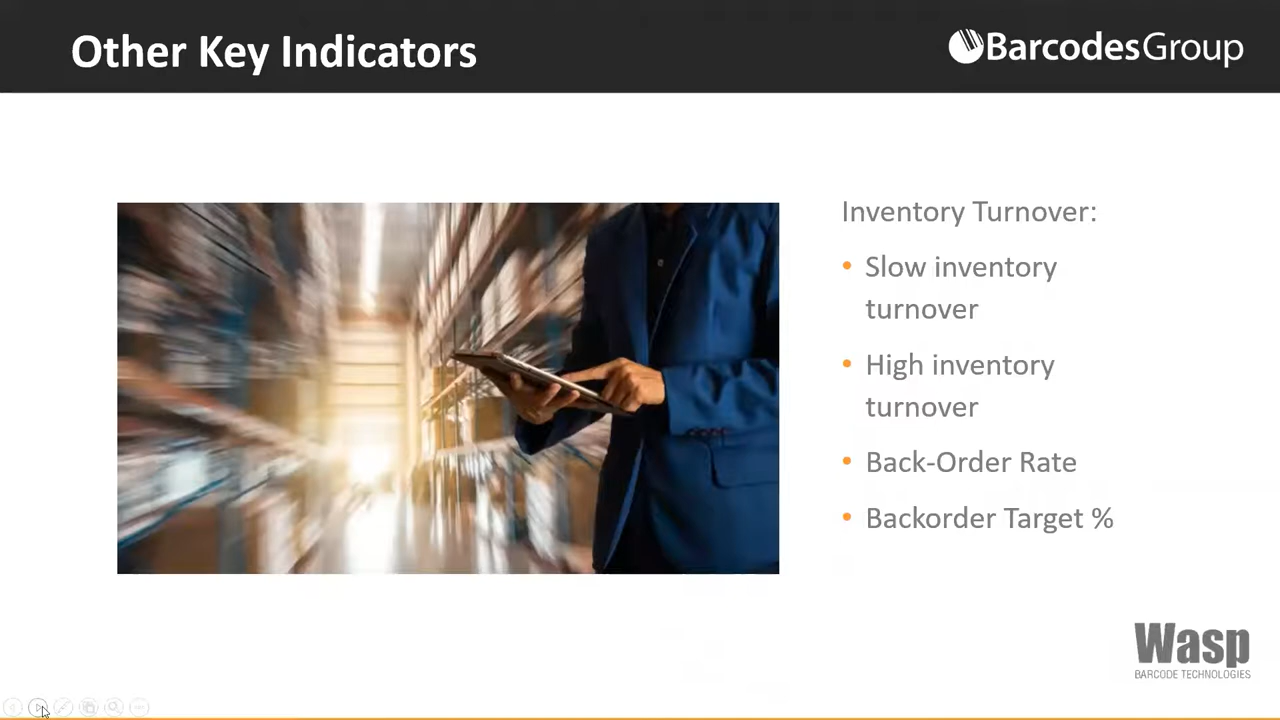 Other Key Indicators
BarcodesGroup
Inventory Turnover:
• Slow inventory
turnover
• High inventory
turnover
• Back-Order Rate
• Backorder Target %
Wasp
BARCODE TECHNOLOGIES